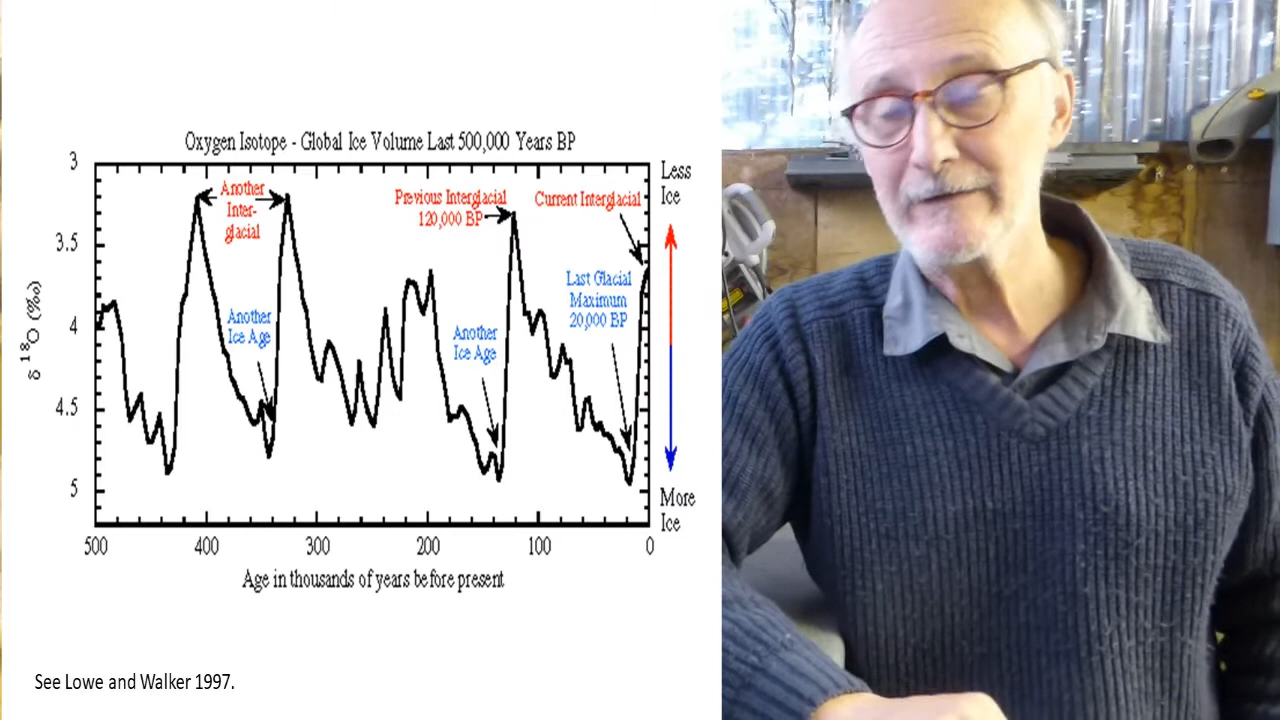 Oxygen Isotope - Global Ice Volume Last 500,000 Years BP
3
3.5
4
4.5
5
δ ¹⁸O (‰)
Another
Inter-
glacial
Another
Ice Age
Previous Interglacial
120,000 BP
Another
Ice Age
Current Interglacial
Last Glacial
Maximum
20,000 BP
Less
Ice
More
Ice
500 400 300 200 100 0
Age in thousands of years before present
See Lowe and Walker 1997.